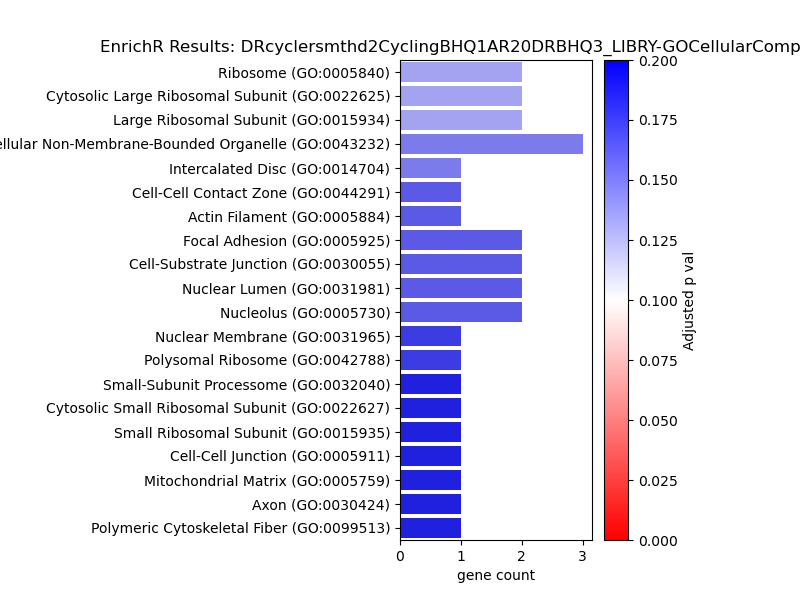 EnrichR Results: DRcyclersmthd2CyclingBHQ1AR20DRBHQ3_LIBRY-GOCellularComp
Ribosome (GO:0005840)
Cytosolic Large Ribosomal Subunit (GO:0022625)
Large Ribosomal Subunit (GO:0015934)
ellular Non-Membrane-Bounded Organelle (GO:0043232)
Intercalated Disc (GO:0014704)
Cell-Cell Contact Zone (GO:0044291)
Actin Filament (GO:0005884)
Focal Adhesion (GO:0005925)
Cell-Substrate Junction (GO:0030055)
Nuclear Lumen (GO:0031981)
Nucleolus (GO:0005730)
Nuclear Membrane (GO:0031965)
Polysomal Ribosome (GO:0042788)
Small-Subunit Processome (GO:0032040)
Cytosolic Small Ribosomal Subunit (GO:0022627)
Small Ribosomal Subunit (GO:0015935)
Cell-Cell Junction (GO:0005911)
Mitochondrial Matrix (GO:0005759)
Axon (GO:0030424)
Polymeric Cytoskeletal Fiber (GO:0099513)
0 1 2 3
gene count
0.200
0.175
0.150
0.125
0.100
0.075
0.050
0.025
0.000
Adjusted p val